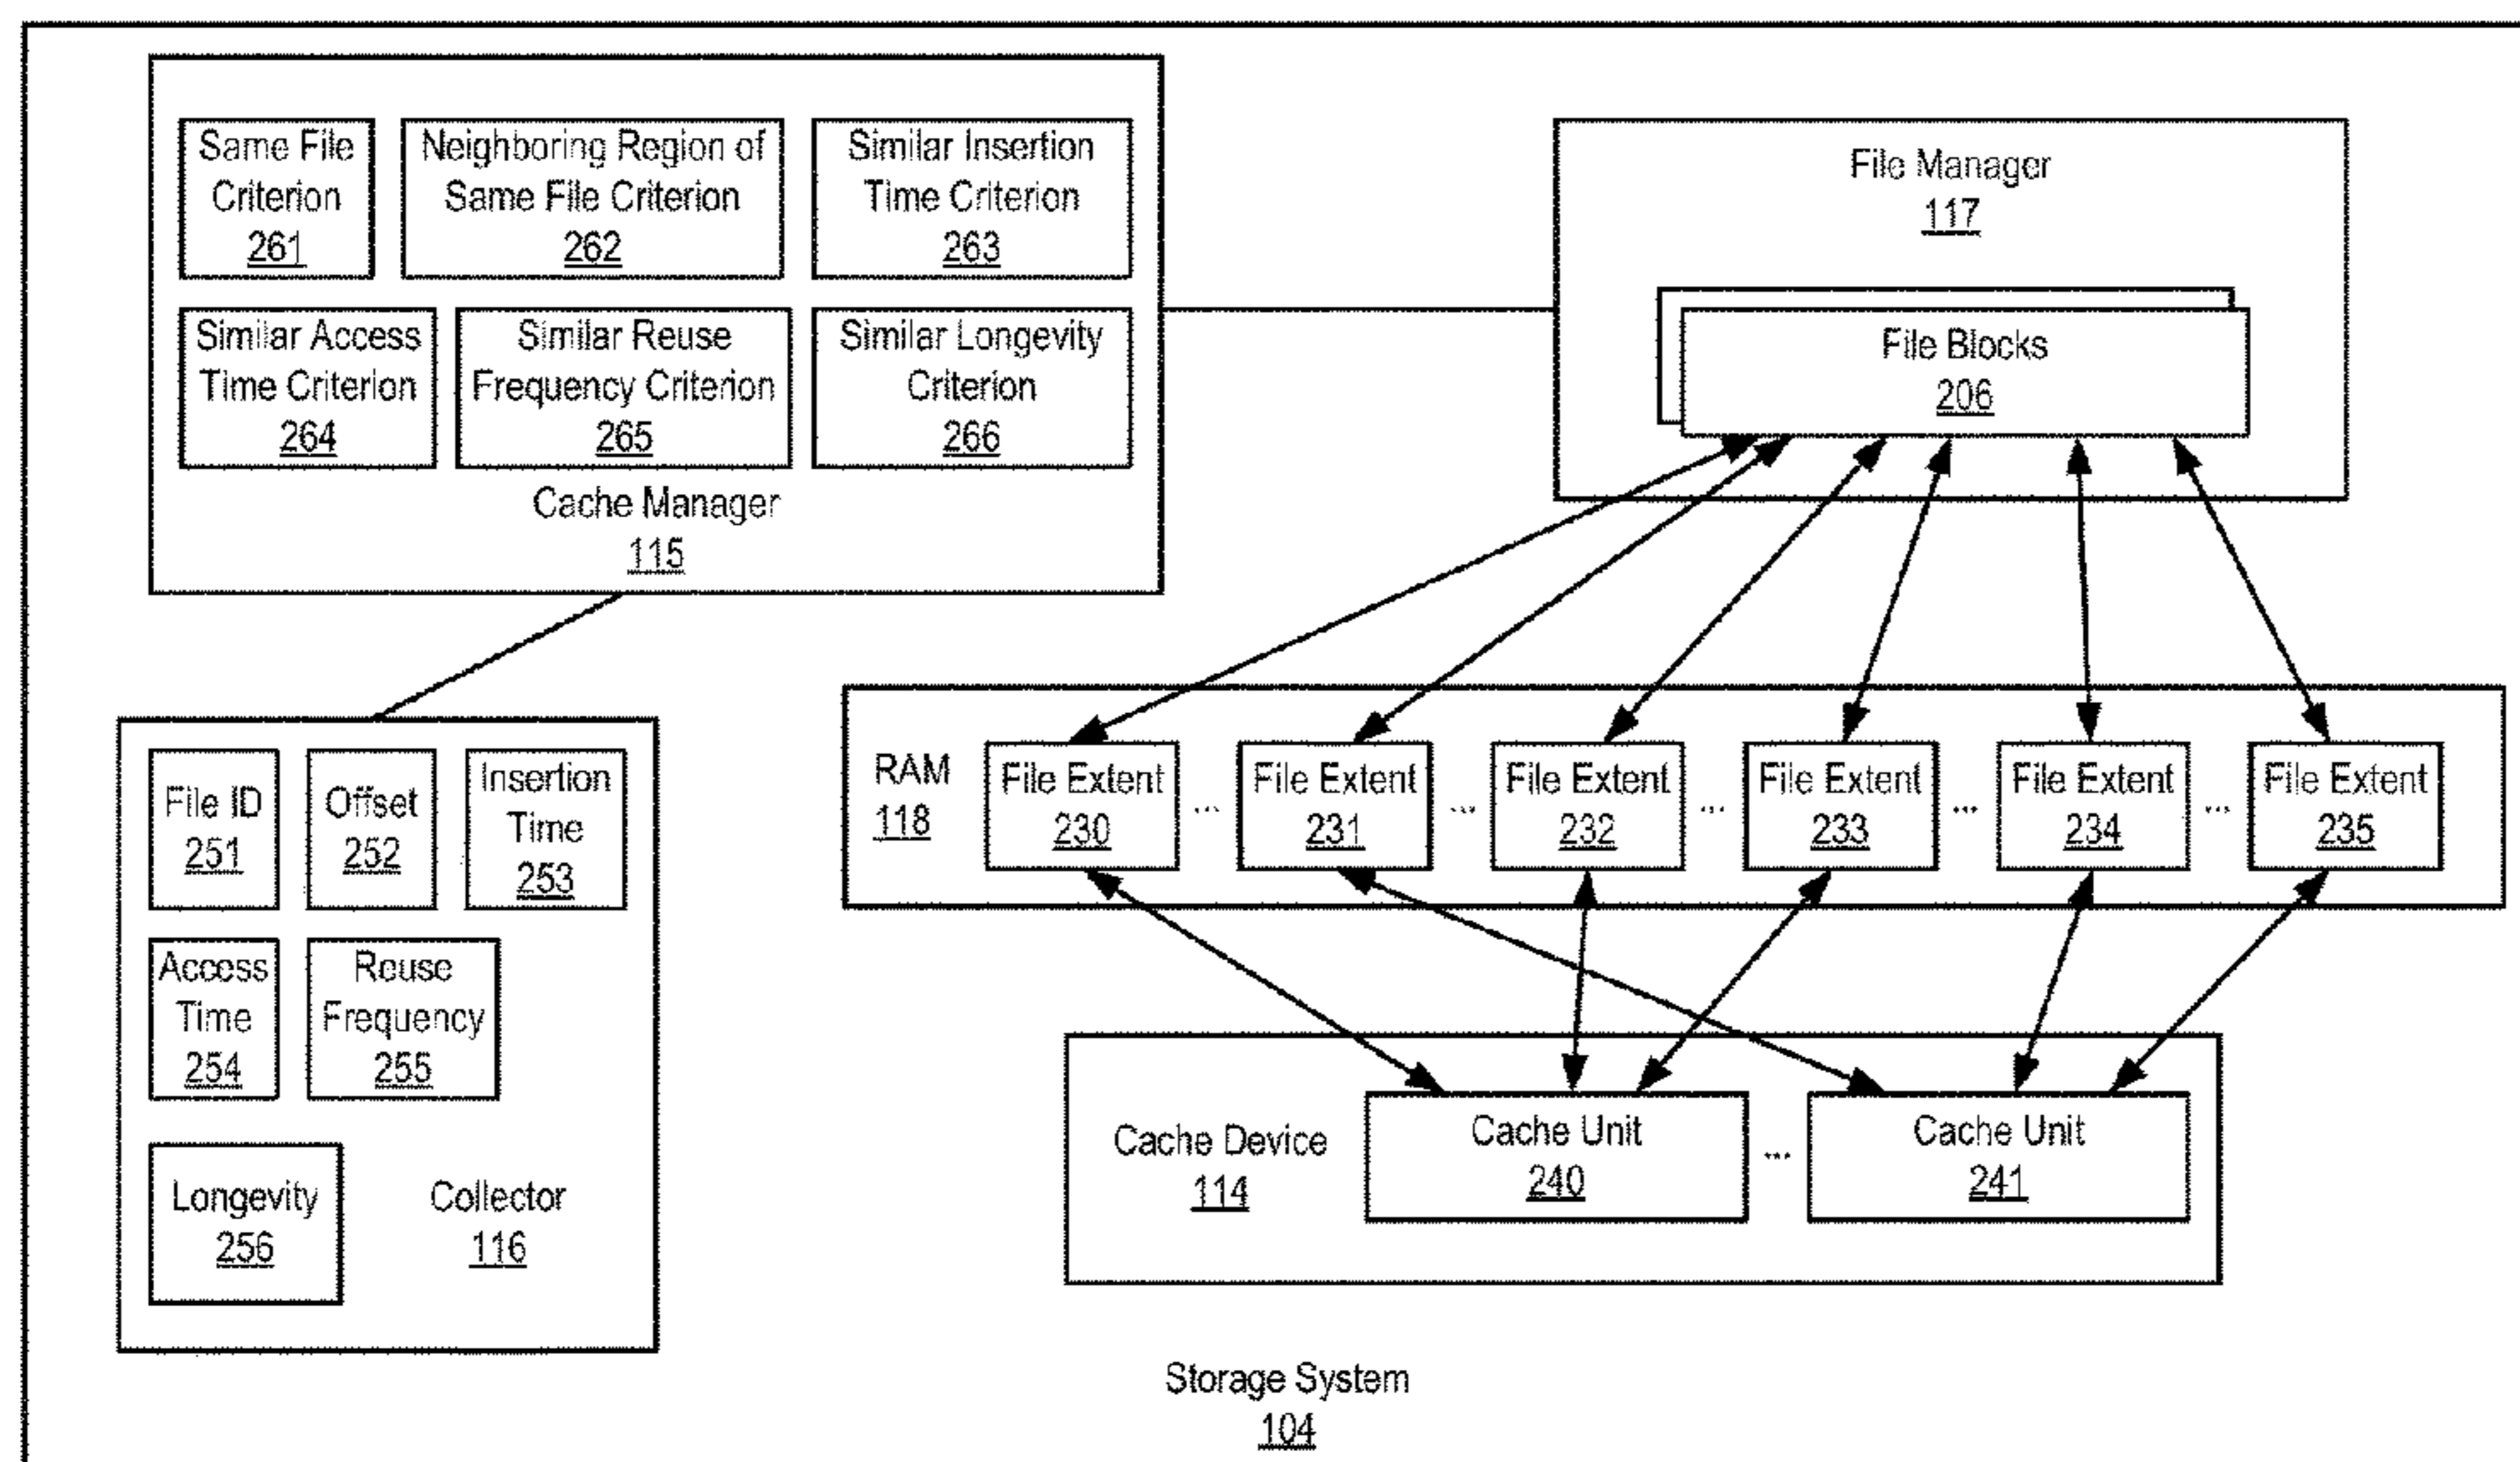 Same File
Criterion
261
Neighboring Region of
Same File Criterion
262
Similar Insertion
Time Criterion
263
Similar Access
Time Criterion
264
Similar Reuse
Frequency Criterion
265
Similar Longevity
Criterion
266
Cache Manager
115
File Manager
117
File Blocks
206
File ID
251
Offset
252
Insertion
Time
253
Access
Time
254
Reuse
Frequency
255
Longevity
256
Collector
116
RAM
118
File Extent
230
...
File Extent
231
...
File Extent
232
...
File Extent
233
...
File Extent
234
...
File Extent
235
Cache Device
114
Cache Unit
240
...
Cache Unit
241
Storage System
104